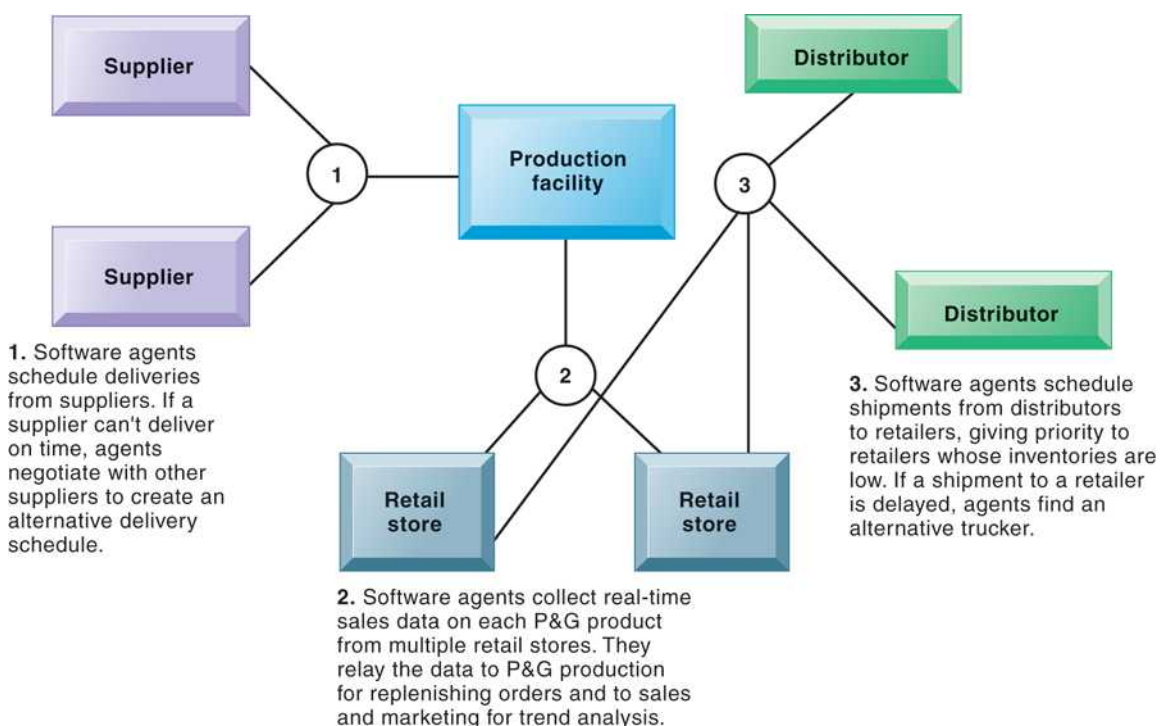 Supplier
Distributor
Production
facility
1
3
Supplier
Distributor
1. Software agents
schedule deliveries
from suppliers. If a
supplier can't deliver
on time, agents
negotiate with other
suppliers to create an
alternative delivery
schedule.
2
3. Software agents schedule
shipments from distributors
to retailers, giving priority to
retailers whose inventories are
low. If a shipment to a retailer
is delayed, agents find an
alternative trucker.
Retail
store
Retail
store
2. Software agents collect real-time
sales data on each P&G product
from multiple retail stores. They
relay the data to P&G production
for replenishing orders and to sales
and marketing for trend analysis.